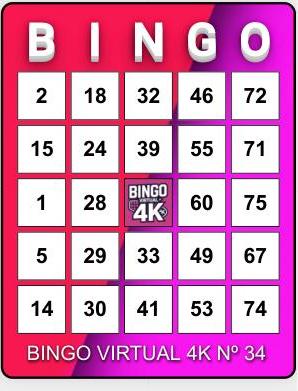 B I N G O
2 18 32 46 72
15 24 39 55 71
1 28 BINGO VIRTUAL 4K 60 75
5 29 33 49 67
14 30 41 53 74
BINGO VIRTUAL 4K Nº 34